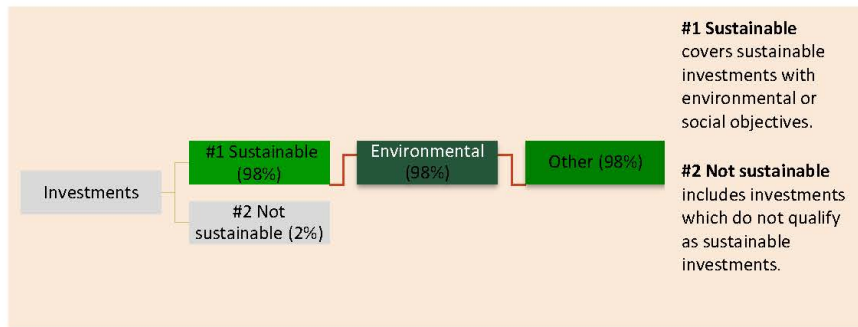 Investments
#1 Sustainable
(98%)
#2 Not
sustainable (2%)
Environmental
(98%)
Other (98%)
#1 Sustainable
covers sustainable
investments with
environmental or
social objectives.
#2 Not sustainable
includes investments
which do not qualify
as sustainable
investments.